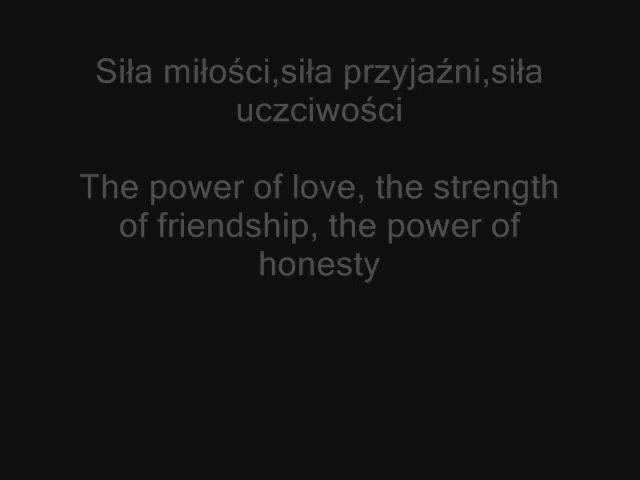 Siła miłości,siła przyjaźni,siła
uczciwości
The power of love, the strength
of friendship, the power of
honesty